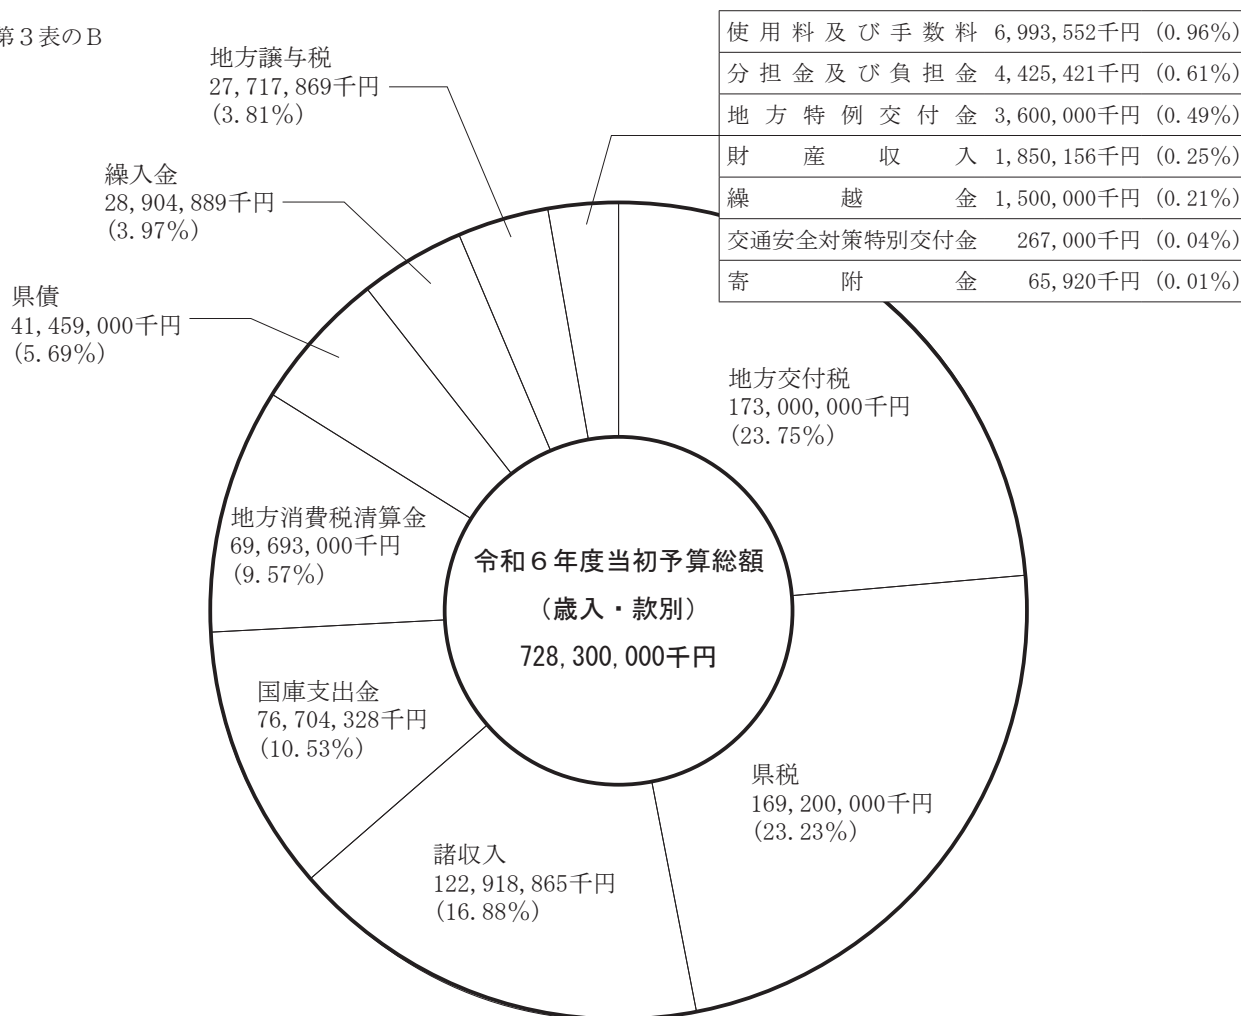 第３表のＢ
使用料及び手数料 6,993,552千円 (0.96%)
分担金及び負担金 4,425,421千円 (0.61%)
地方特例交付金 3,600,000千円 (0.49%)
財産収入 1,850,156千円 (0.25%)
繰越金 1,500,000千円 (0.21%)
交通安全対策特別交付金 267,000千円 (0.04%)
寄附金 65,920千円 (0.01%)
地方譲与税
27,717,869千円
(3.81%)
繰入金
28,904,889千円
(3.97%)
県債
41,459,000千円
(5.69%)
地方交付税
173,000,000千円
(23.75%)
地方消費税清算金
69,693,000千円
(9.57%)
令和６年度当初予算総額
（歳入・款別）
728,300,000千円
国庫支出金
76,704,328千円
(10.53%)
県税
169,200,000千円
(23.23%)
諸収入
122,918,865千円
(16.88%)